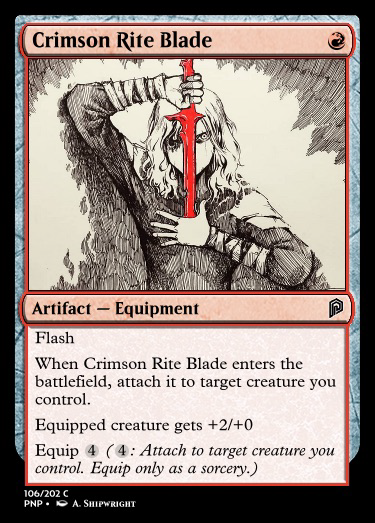 Crimson Rite Blade
Artifact — Equipment
Flash
When Crimson Rite Blade enters the
battlefield, attach it to target creature you
control.
Equipped creature gets +2/+0
Equip 4 ( 4 : Attach to target creature you
control. Equip only as a sorcery.)
106/202 C
PNP • A. Shipwright